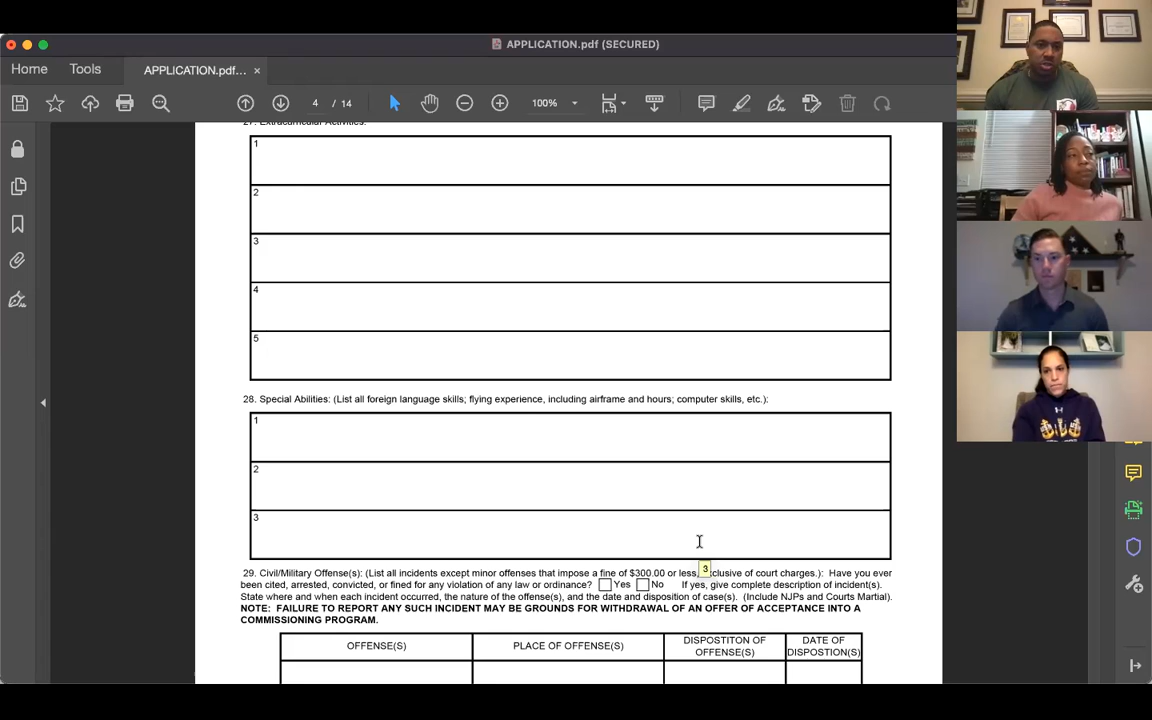 APPLICATION.pdf (SECURED)
Home Tools APPLICATION.pdf... ×
4 / 14 100%
27. Extracurricular Activities:
1
2
3
4
5
28. Special Abilities: (List all foreign language skills; flying experience, including airframe and hours; computer skills, etc.):
1
2
3
3
29. Civil/Military Offense(s): (List all incidents except minor offenses that impose a fine of $300.00 or less, clusive of court charges.): Have you ever
been cited, arrested, convicted, or fined for any violation of any law or ordinance? Yes No If yes, give complete description of incident(s).
State where and when each incident occurred, the nature of the offense(s), and the date and disposition of case(s). (Include NJPs and Courts Martial).
NOTE: FAILURE TO REPORT ANY SUCH INCIDENT MAY BE GROUNDS FOR WITHDRAWAL OF AN OFFER OF ACCEPTANCE INTO A
COMMISSIONING PROGRAM.
OFFENSE(S) PLACE OF OFFENSE(S) DISPOSTITON OF OFFENSE(S) DATE OF DISPOSTION(S)